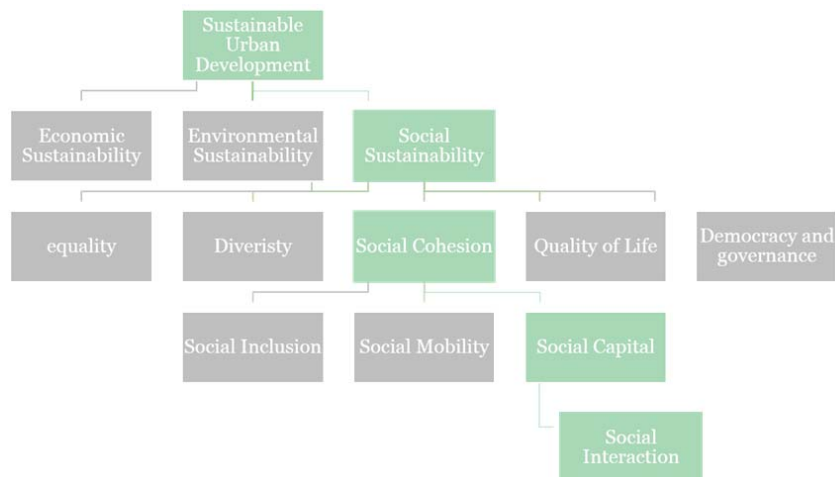 Sustainable
Urban
Development
Economic
Sustainability
Environmental
Sustainability
Social
Sustainability
equality
Diveristy
Social Cohesion
Quality of Life
Democracy and
governance
Social Inclusion
Social Mobility
Social Capital
Social
Interaction